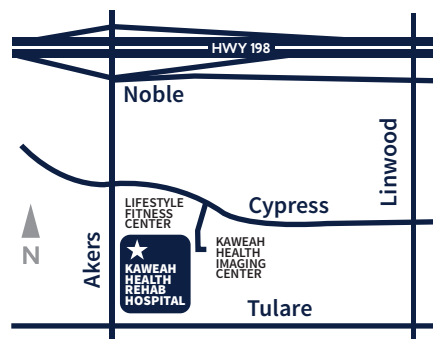 HWY 198
Noble
Linwood
LIFESTYLE
FITNESS
CENTER
Cypress
N
Akers
KAWEAH
HEALTH
IMAGING
CENTER
KAWEAH
HEALTH
REHAB
HOSPITAL
Tulare